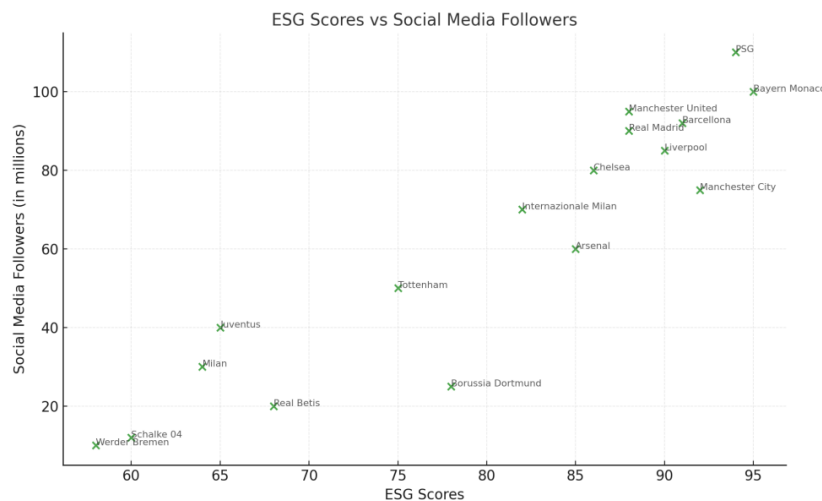 ESG Scores vs Social Media Followers
PSG
Bayern Monaco
100
Manchester United
Barcellona
Real Madrid
Liverpool
80
Chelsea
Manchester City
Internazionale Milan
60
Arsenal
Tottenham
40
Juventus
Milan
Borussia Dortmund
20
Real Betis
Schalke 04
Werder Bremen
Social Media Followers (in millions)
60 65 70 75 80 85 90 95
ESG Scores